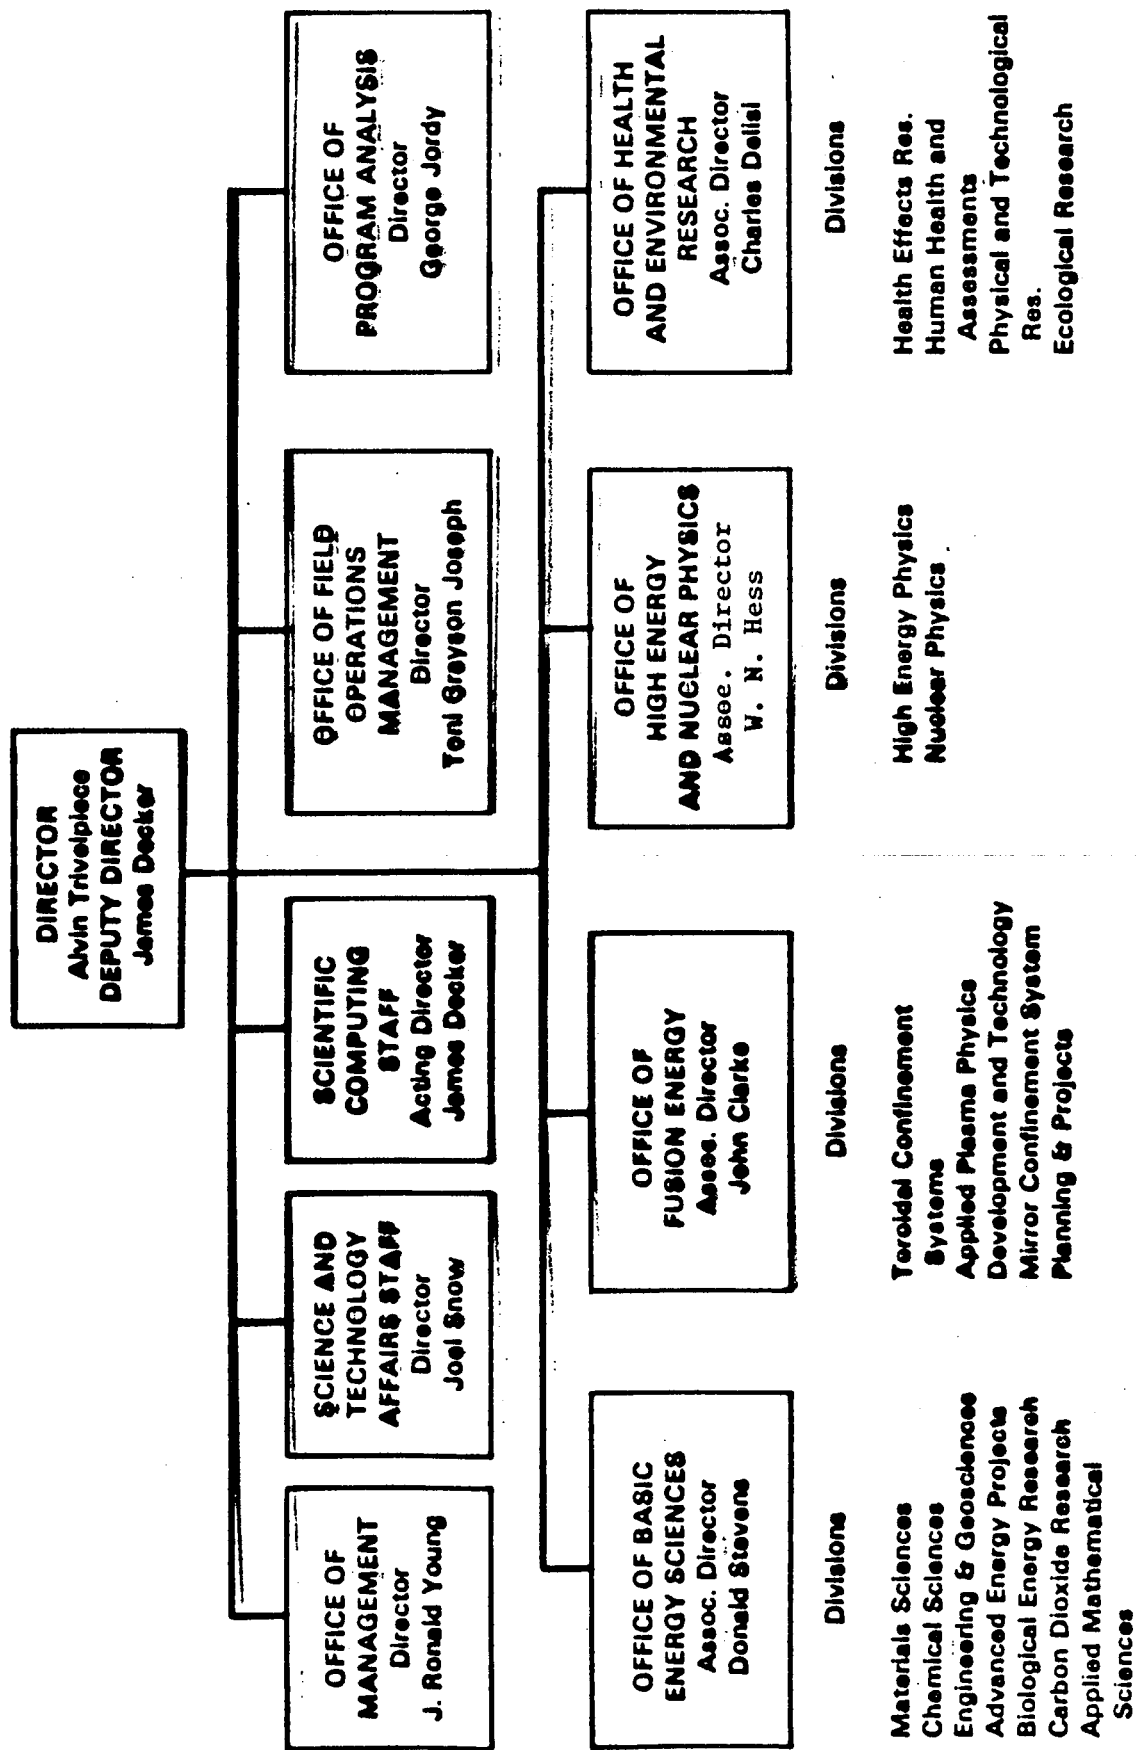 DIRECTOR
Alvin Trivelpiece
DEPUTY DIRECTOR
James Decker
OFFICE OF
MANAGEMENT
Director
J. Ronald Young
SCIENCE AND
TECHNOLOGY
AFFAIRS STAFF
Director
Joel Snow
SCIENTIFIC
COMPUTING
STAFF
Acting Director
James Decker
OFFICE OF FIELD
OPERATIONS
MANAGEMENT
Director
Toni Grayson Joseph
OFFICE OF
PROGRAM ANALYSIS
Director
George Jordy
OFFICE OF BASIC
ENERGY SCIENCES
Assoc. Director
Donald Stevens
Divisions
Materials Sciences
Chemical Sciences
Engineering & Geosciences
Advanced Energy Projects
Biological Energy Research
Carbon Dioxide Research
Applied Mathematical
Sciences
OFFICE OF
FUSION ENERGY
Assoc. Director
John Clarke
Divisions
Toroidal Confinement
Systems
Applied Plasma Physics
Development and Technology
Mirror Confinement System
Planning & Projects
OFFICE OF
HIGH ENERGY
AND NUCLEAR PHYSICS
Assoc. Director
W. N. Hess
Divisions
High Energy Physics
Nuclear Physics
OFFICE OF HEALTH
AND ENVIRONMENTAL
RESEARCH
Assoc. Director
Charles Delisi
Divisions
Health Effects Res.
Human Health and
Assessments
Physical and Technological
Res.
Ecological Research